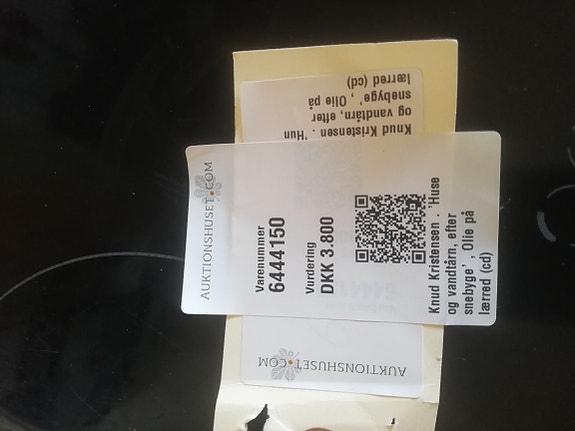 AUKTIONSHUSET.COM
Varenummer
6444150
Vurdering
DKK 3.800
Knud Kristensen . 'Huse
og vandtårn, efter
snebyge' , Olie på
lærred (cd)
Knud Kristensen . 'Hun
og vandtårn, efter
snebyge' , Olie på
lærred (cd)
AUKTIONSHUSET.COM